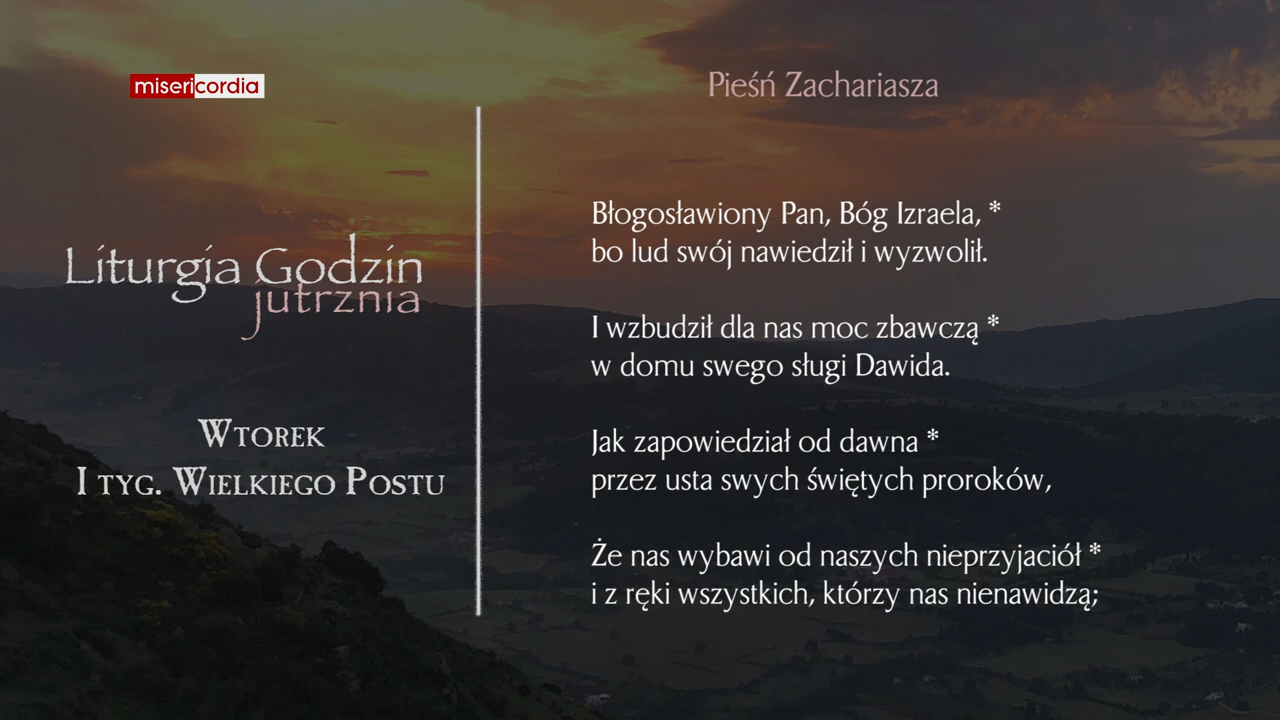 misericordia
Liturgia Godzin
jutrznia
Wtorek
I tyg. Wielkiego Postu
Pieśń Zachariasza
Błogosławiony Pan, Bóg Izraela, *
bo lud swój nawiedził i wyzwolił.
I wzbudził dla nas moc zbawczą *
w domu swego sługi Dawida.
Jak zapowiedział od dawna *
przez usta swych świętych proroków,
Że nas wybawi od naszych nieprzyjaciół *
i z ręki wszystkich, którzy nas nienawidzą;